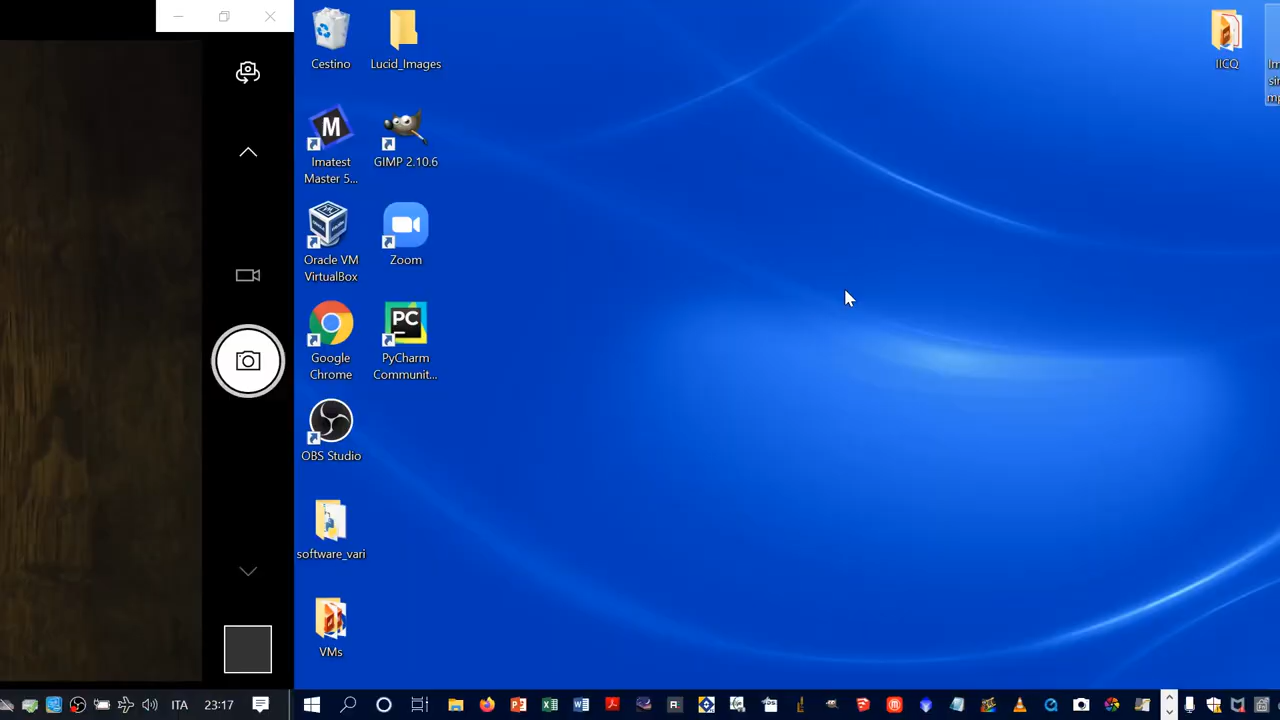 Cestino
Lucid_Images
IICQ
Imatest
Master 5...
GIMP 2.10.6
Oracle VM
VirtualBox
Zoom
Google
Chrome
PyCharm
Communit...
OBS Studio
software_vari
VMs
ITA
23:17